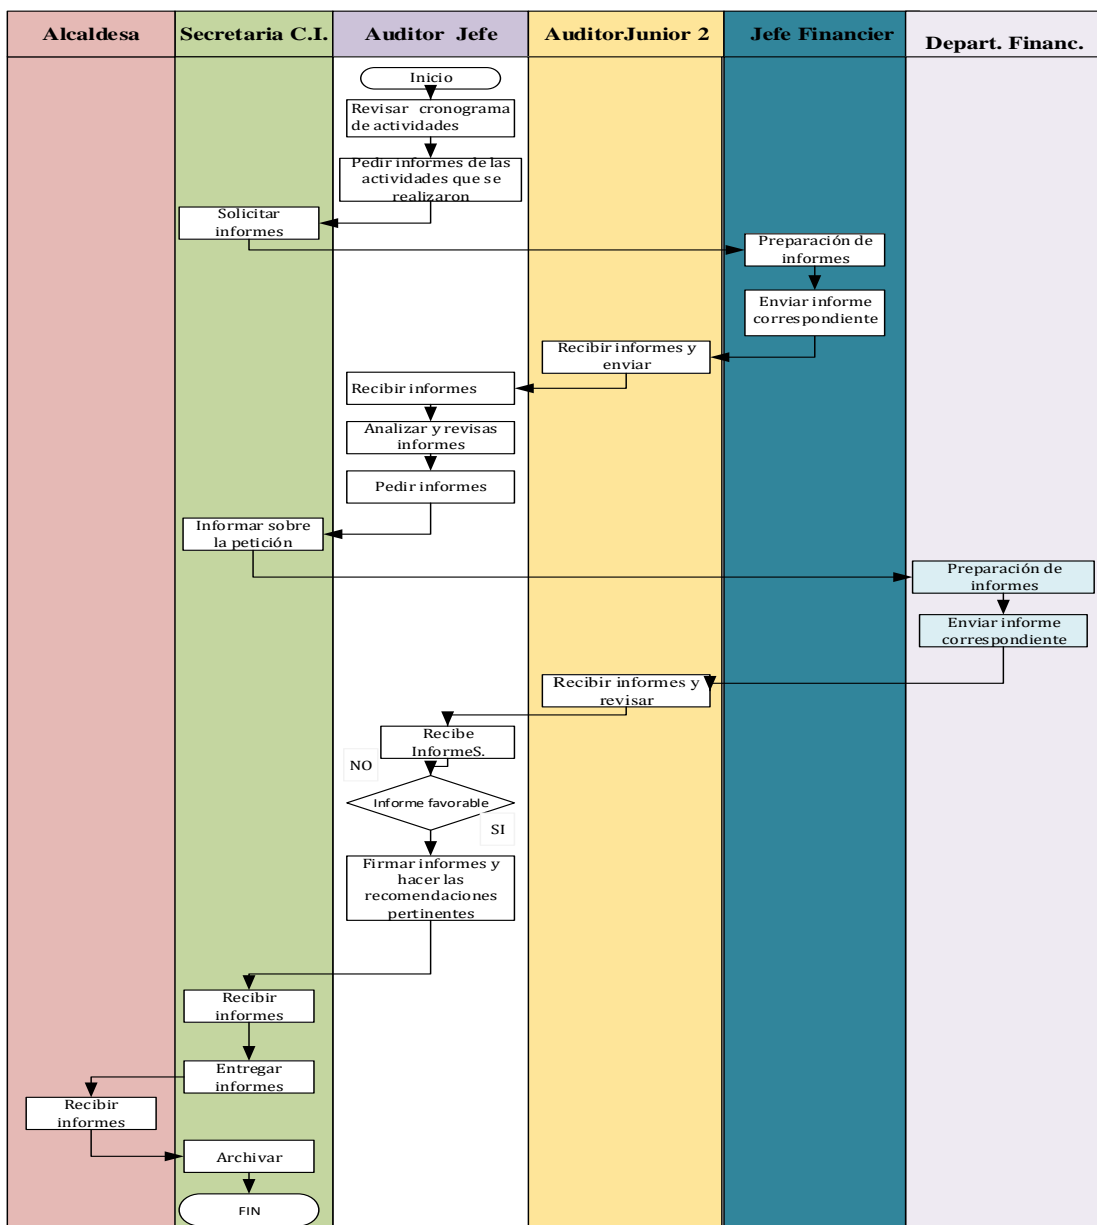 Alcaldesa
Secretaria C.I.
Auditor Jefe
AuditorJunior 2
Jefe Financier
Depart. Financ.
Inicio
Revisar cronograma
de actividades
Pedir informes de las
actividades que se
realizaron
Solicitar
informes
Preparación de
informes
Enviar informe
correspondiente
Recibir informes y
enviar
Recibir informes
Analizar y revisas
informes
Pedir informes
Informar sobre
la petición
Preparación de
informes
Enviar informe
correspondiente
Recibir informes y
revisar
Recibe
InformeS.
NO
Informe favorable
SI
Firmar informes y
hacer las
recomendaciones
pertinentes
Recibir
informes
Entregar
informes
Recibir
informes
Archivar
FIN